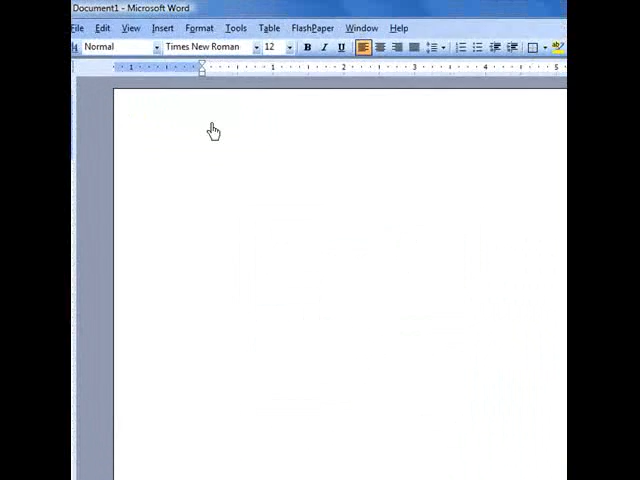 Document1 - Microsoft Word
File Edit View Insert Format Tools Table FlashPaper Window Help
Normal Times New Roman 12 B I U
1 1 2 3 4 5